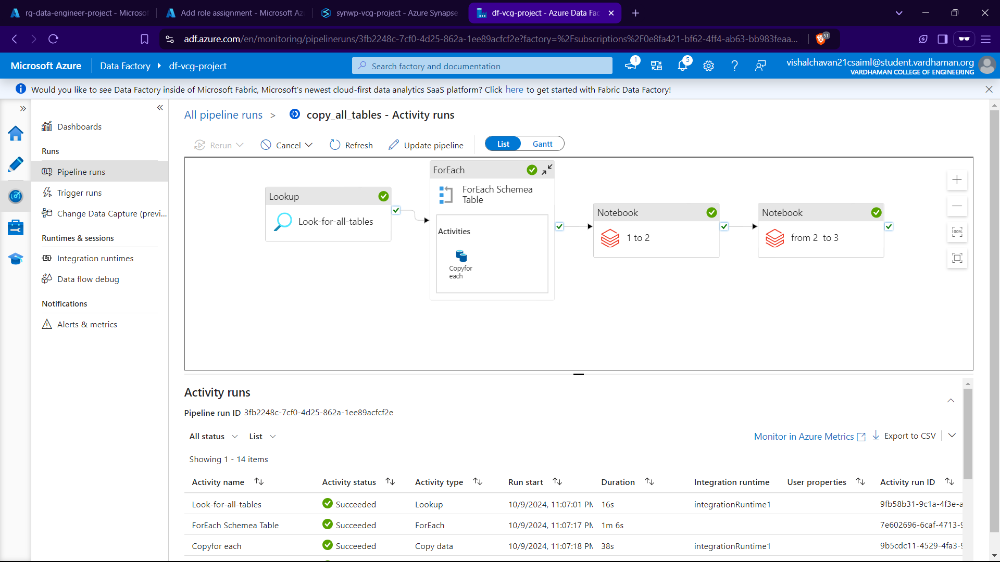 rg-data-engineer-project - Microsof
Add role assignment - Microsoft Az
synwp-vcg-project - Azure Synapse
df-vcg-project - Azure Data Fac
adf.azure.com/en/monitoring/pipelineruns/3fb2248c-7cf0-4d25-862a-1ee89acfcf2e?factory=%2Fsubscriptions%2F0e8fa421-bf62-4ff4-ab63-bb983feaa...
51
Microsoft Azure
Data Factory
df-vcg-project
Search factory and documentation
1
5
vishalchavan21csaiml@student.vardhaman.org
VARDHAMAN COLLEGE OF ENGINEERING
Would you like to see Data Factory inside of Microsoft Fabric, Microsoft's newest cloud-first data analytics SaaS platform? Click here to get started with Fabric Data Factory!
Dashboards
Runs
Pipeline runs
Trigger runs
Change Data Capture (previ...
Runtimes & sessions
Integration runtimes
Data flow debug
Notifications
Alerts & metrics
All pipeline runs > copy_all_tables - Activity runs
Rerun
Cancel
Refresh
Update pipeline
List
Gantt
Lookup
Look-for-all-tables
ForEach
ForEach Schemea
Table
Activities
Copyfor
each
Notebook
1 to 2
Notebook
from 2 to 3
100%
Activity runs
Pipeline run ID 3fb2248c-7cf0-4d25-862a-1ee89acfcf2e
All status
List
Monitor in Azure Metrics
Export to CSV
Showing 1 - 14 items
Activity name Activity status Activity type Run start Duration Integration runtime User properties Activity run ID
Look-for-all-tables Succeeded Lookup 10/9/2024, 11:07:01 PM 16s integrationRuntime1 9fb58b31-9c1a-4f3e-a
ForEach Schemea Table Succeeded ForEach 10/9/2024, 11:07:17 PM 1m 6s 7e602696-6caf-4713-9
Copyfor each Succeeded Copy data 10/9/2024, 11:07:18 PM 38s integrationRuntime1 9b5cdc11-4529-4fa3-9